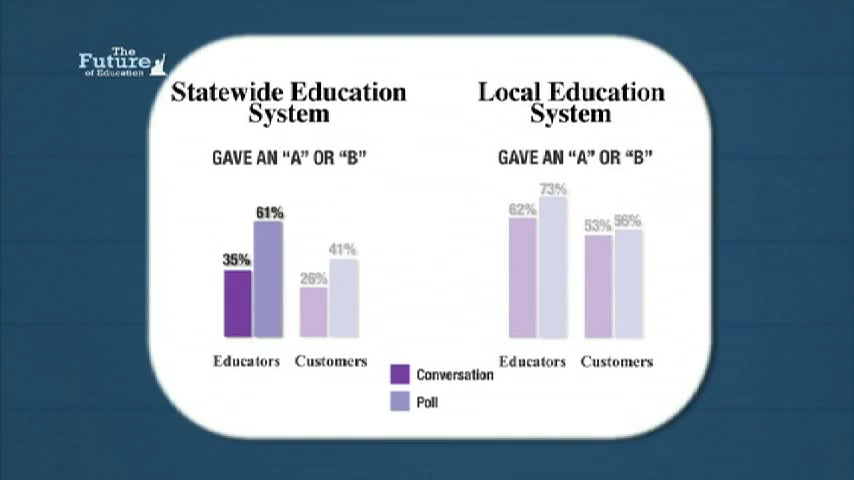 The
Future
of Education
Statewide Education
System
GAVE AN “A” OR “B”
35%
61%
26%
41%
Educators
Customers
Local Education
System
GAVE AN “A” OR “B”
62%
73%
53%
56%
Educators
Customers
Conversation
Poll